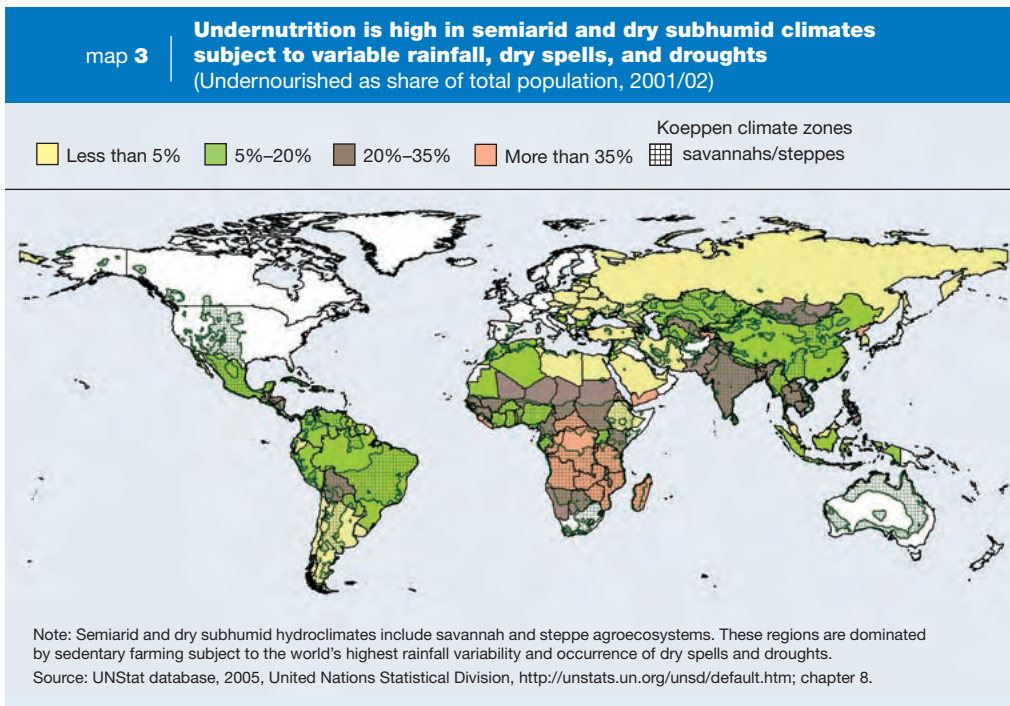 map 3
Undernutrition is high in semiarid and dry subhumid climates
subject to variable rainfall, dry spells, and droughts
(Undernourished as share of total population, 2001/02)
Less than 5%
5%–20%
20%–35%
More than 35%
Koeppen climate zones
savannahs/steppes
Note: Semiarid and dry subhumid hydroclimates include savannah and steppe agroecosystems. These regions are dominated
by sedentary farming subject to the world's highest rainfall variability and occurrence of dry spells and droughts.
Source: UNStat database, 2005, United Nations Statistical Division, http://unstats.un.org/unsd/default.htm; chapter 8.